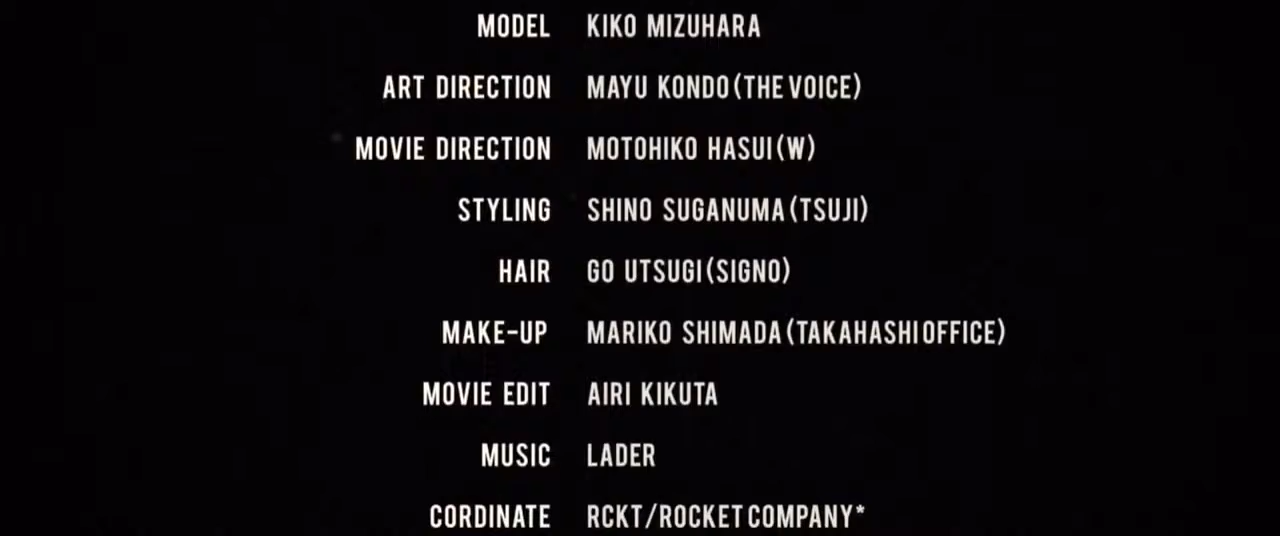 MODEL KIKO MIZUHARA
ART DIRECTION MAYU KONDO(THE VOICE)
MOVIE DIRECTION MOTOHIKO HASUI(W)
STYLING SHINO SUGANUMA(TSUJI)
HAIR GO UTSUGI(SIGNO)
MAKE-UP MARIKO SHIMADA(TAKAHASHI OFFICE)
MOVIE EDIT AIRI KIKUTA
MUSIC LADER
CORDINATE RCKT/ROCKET COMPANY*